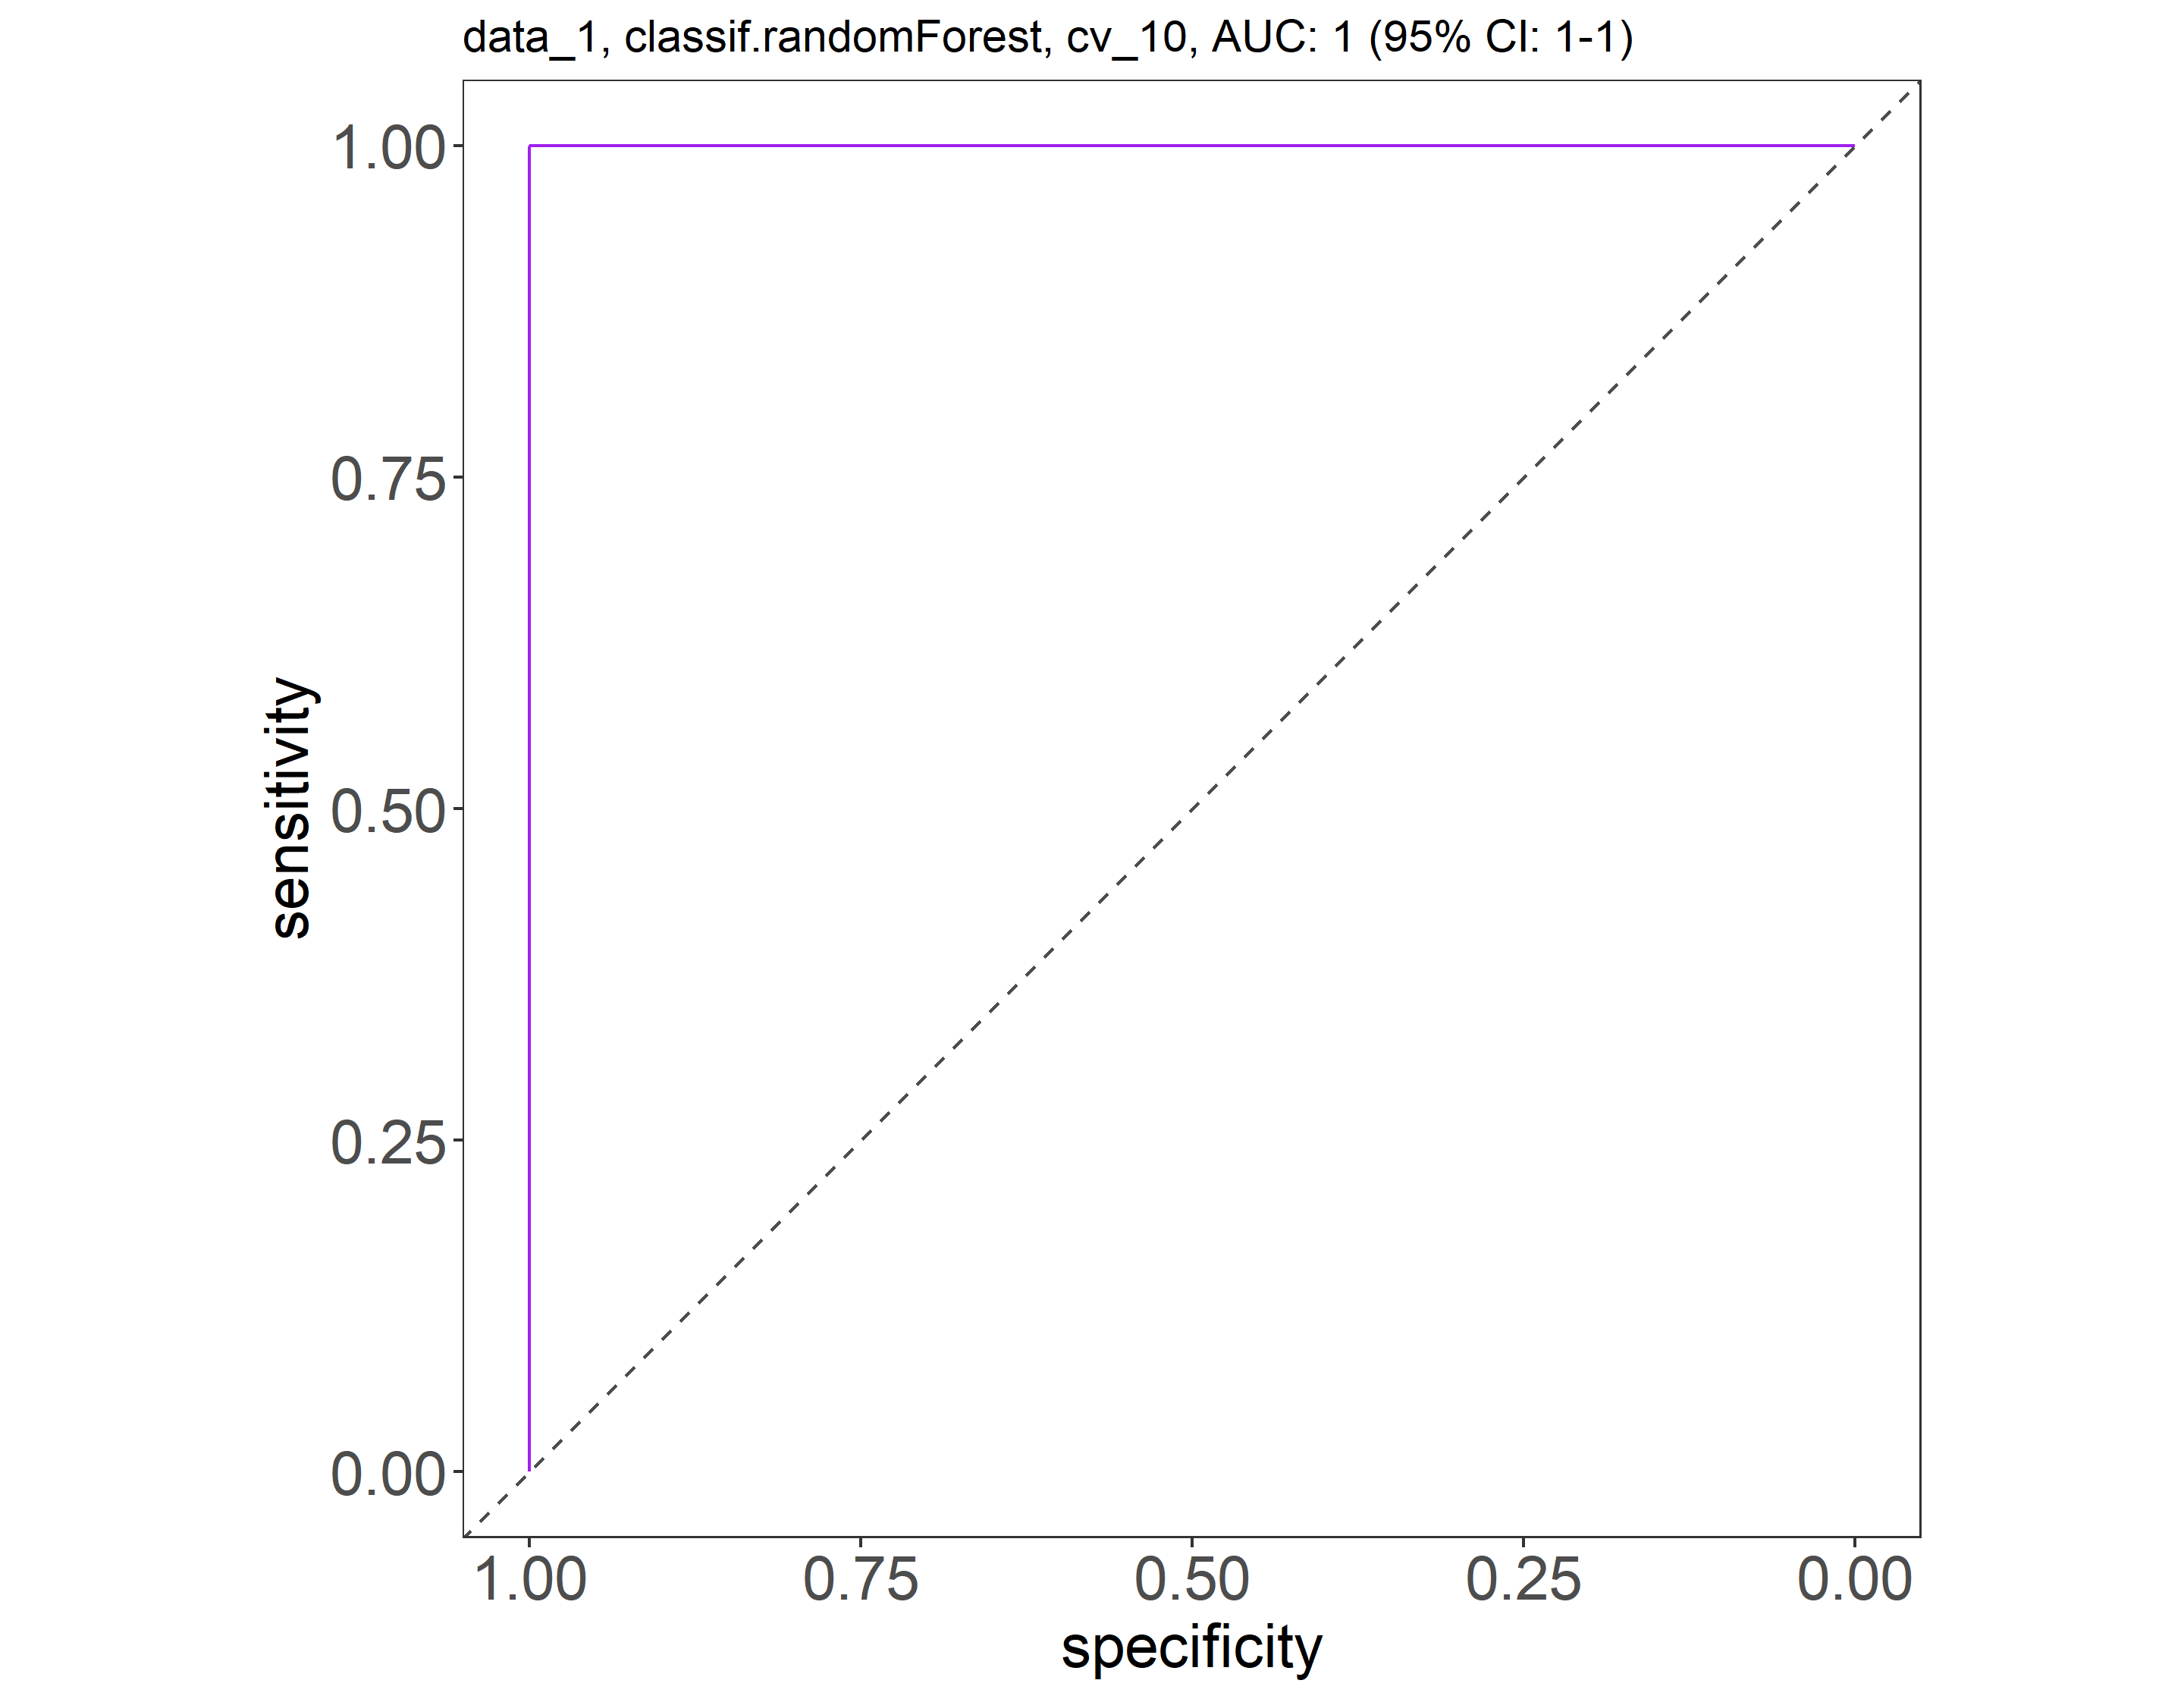 data_1, classif.randomForest, cv_10, AUC: 1 (95% CI: 1-1)
1.00
0.75
0.50
0.25
0.00
sensitivity
1.00 0.75 0.50 0.25 0.00
specificity